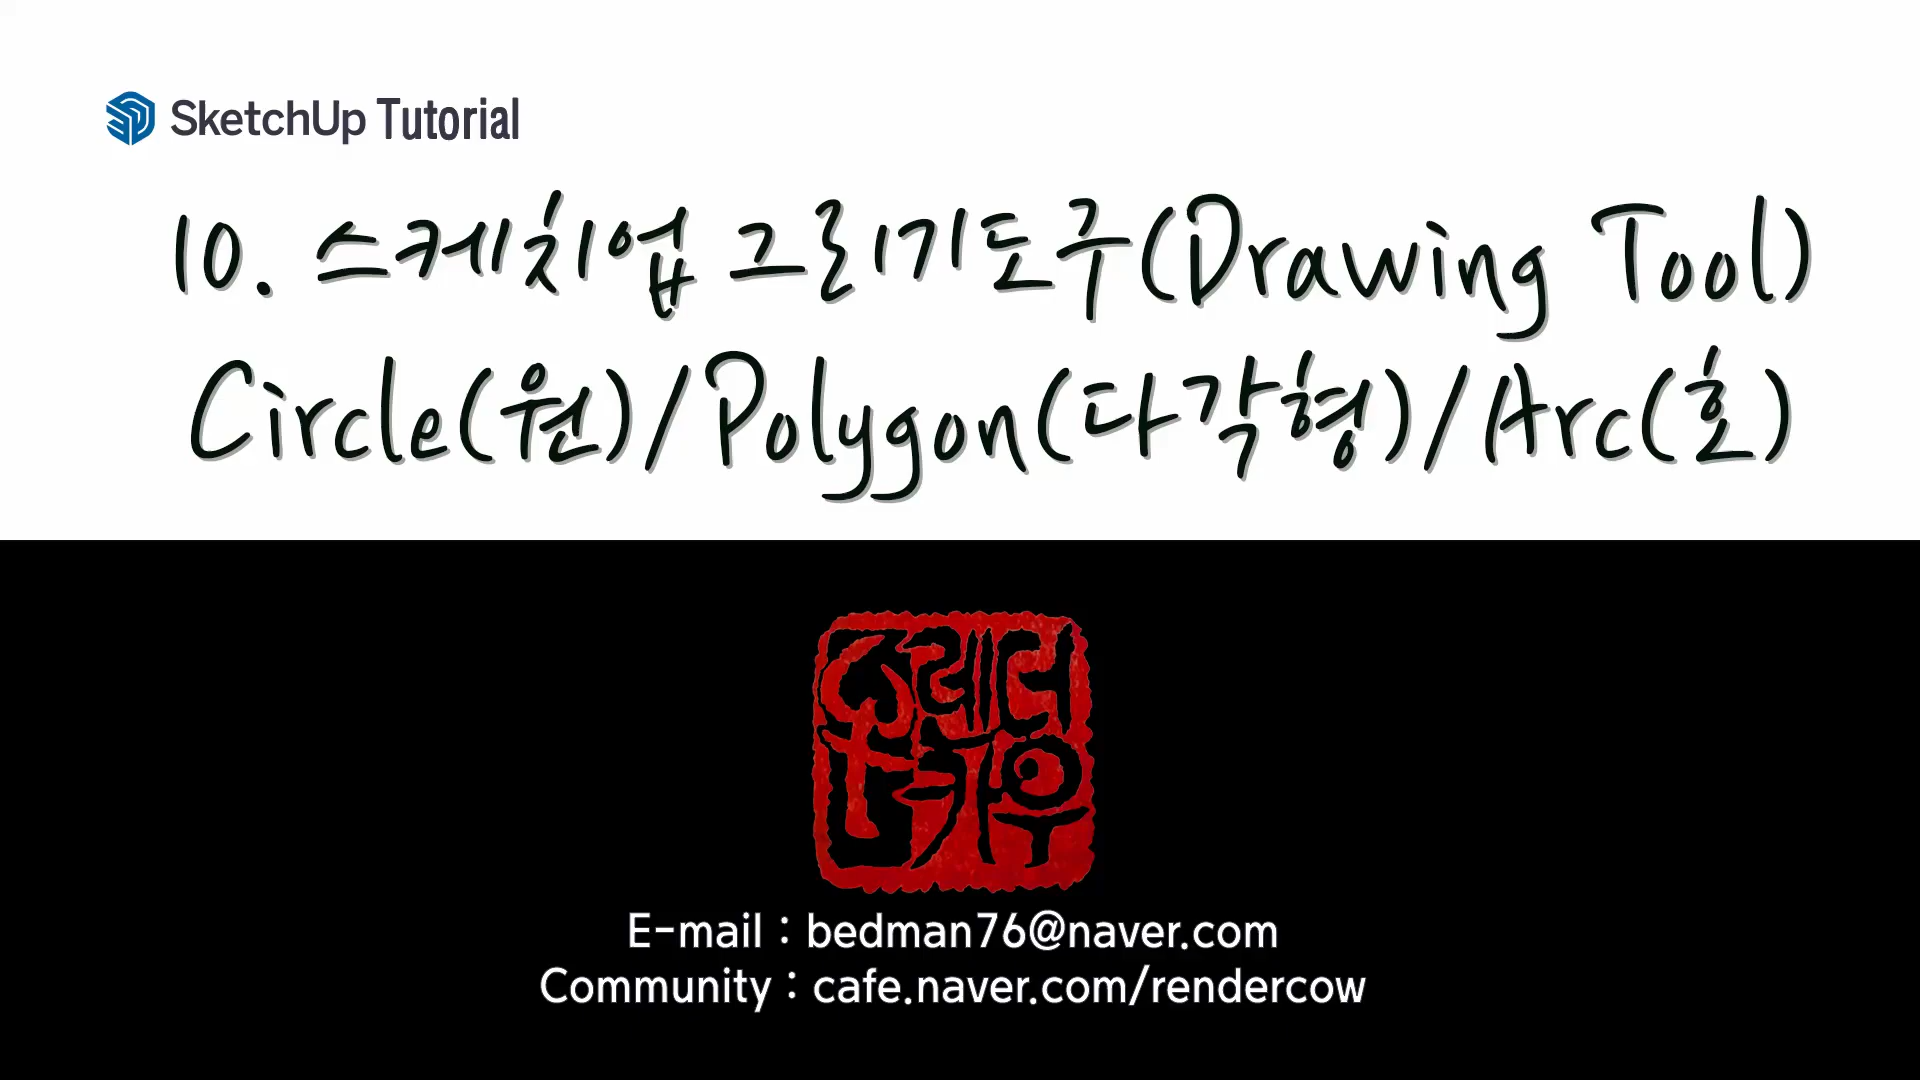 SketchUp Tutorial
10. 스케치업 그리기도구(Drawing Tool)
Circle(원)/Polygon(다각형)/Arc(호)
렌더
카우
E-mail : bedman76@naver.com
Community : cafe.naver.com/rendercow